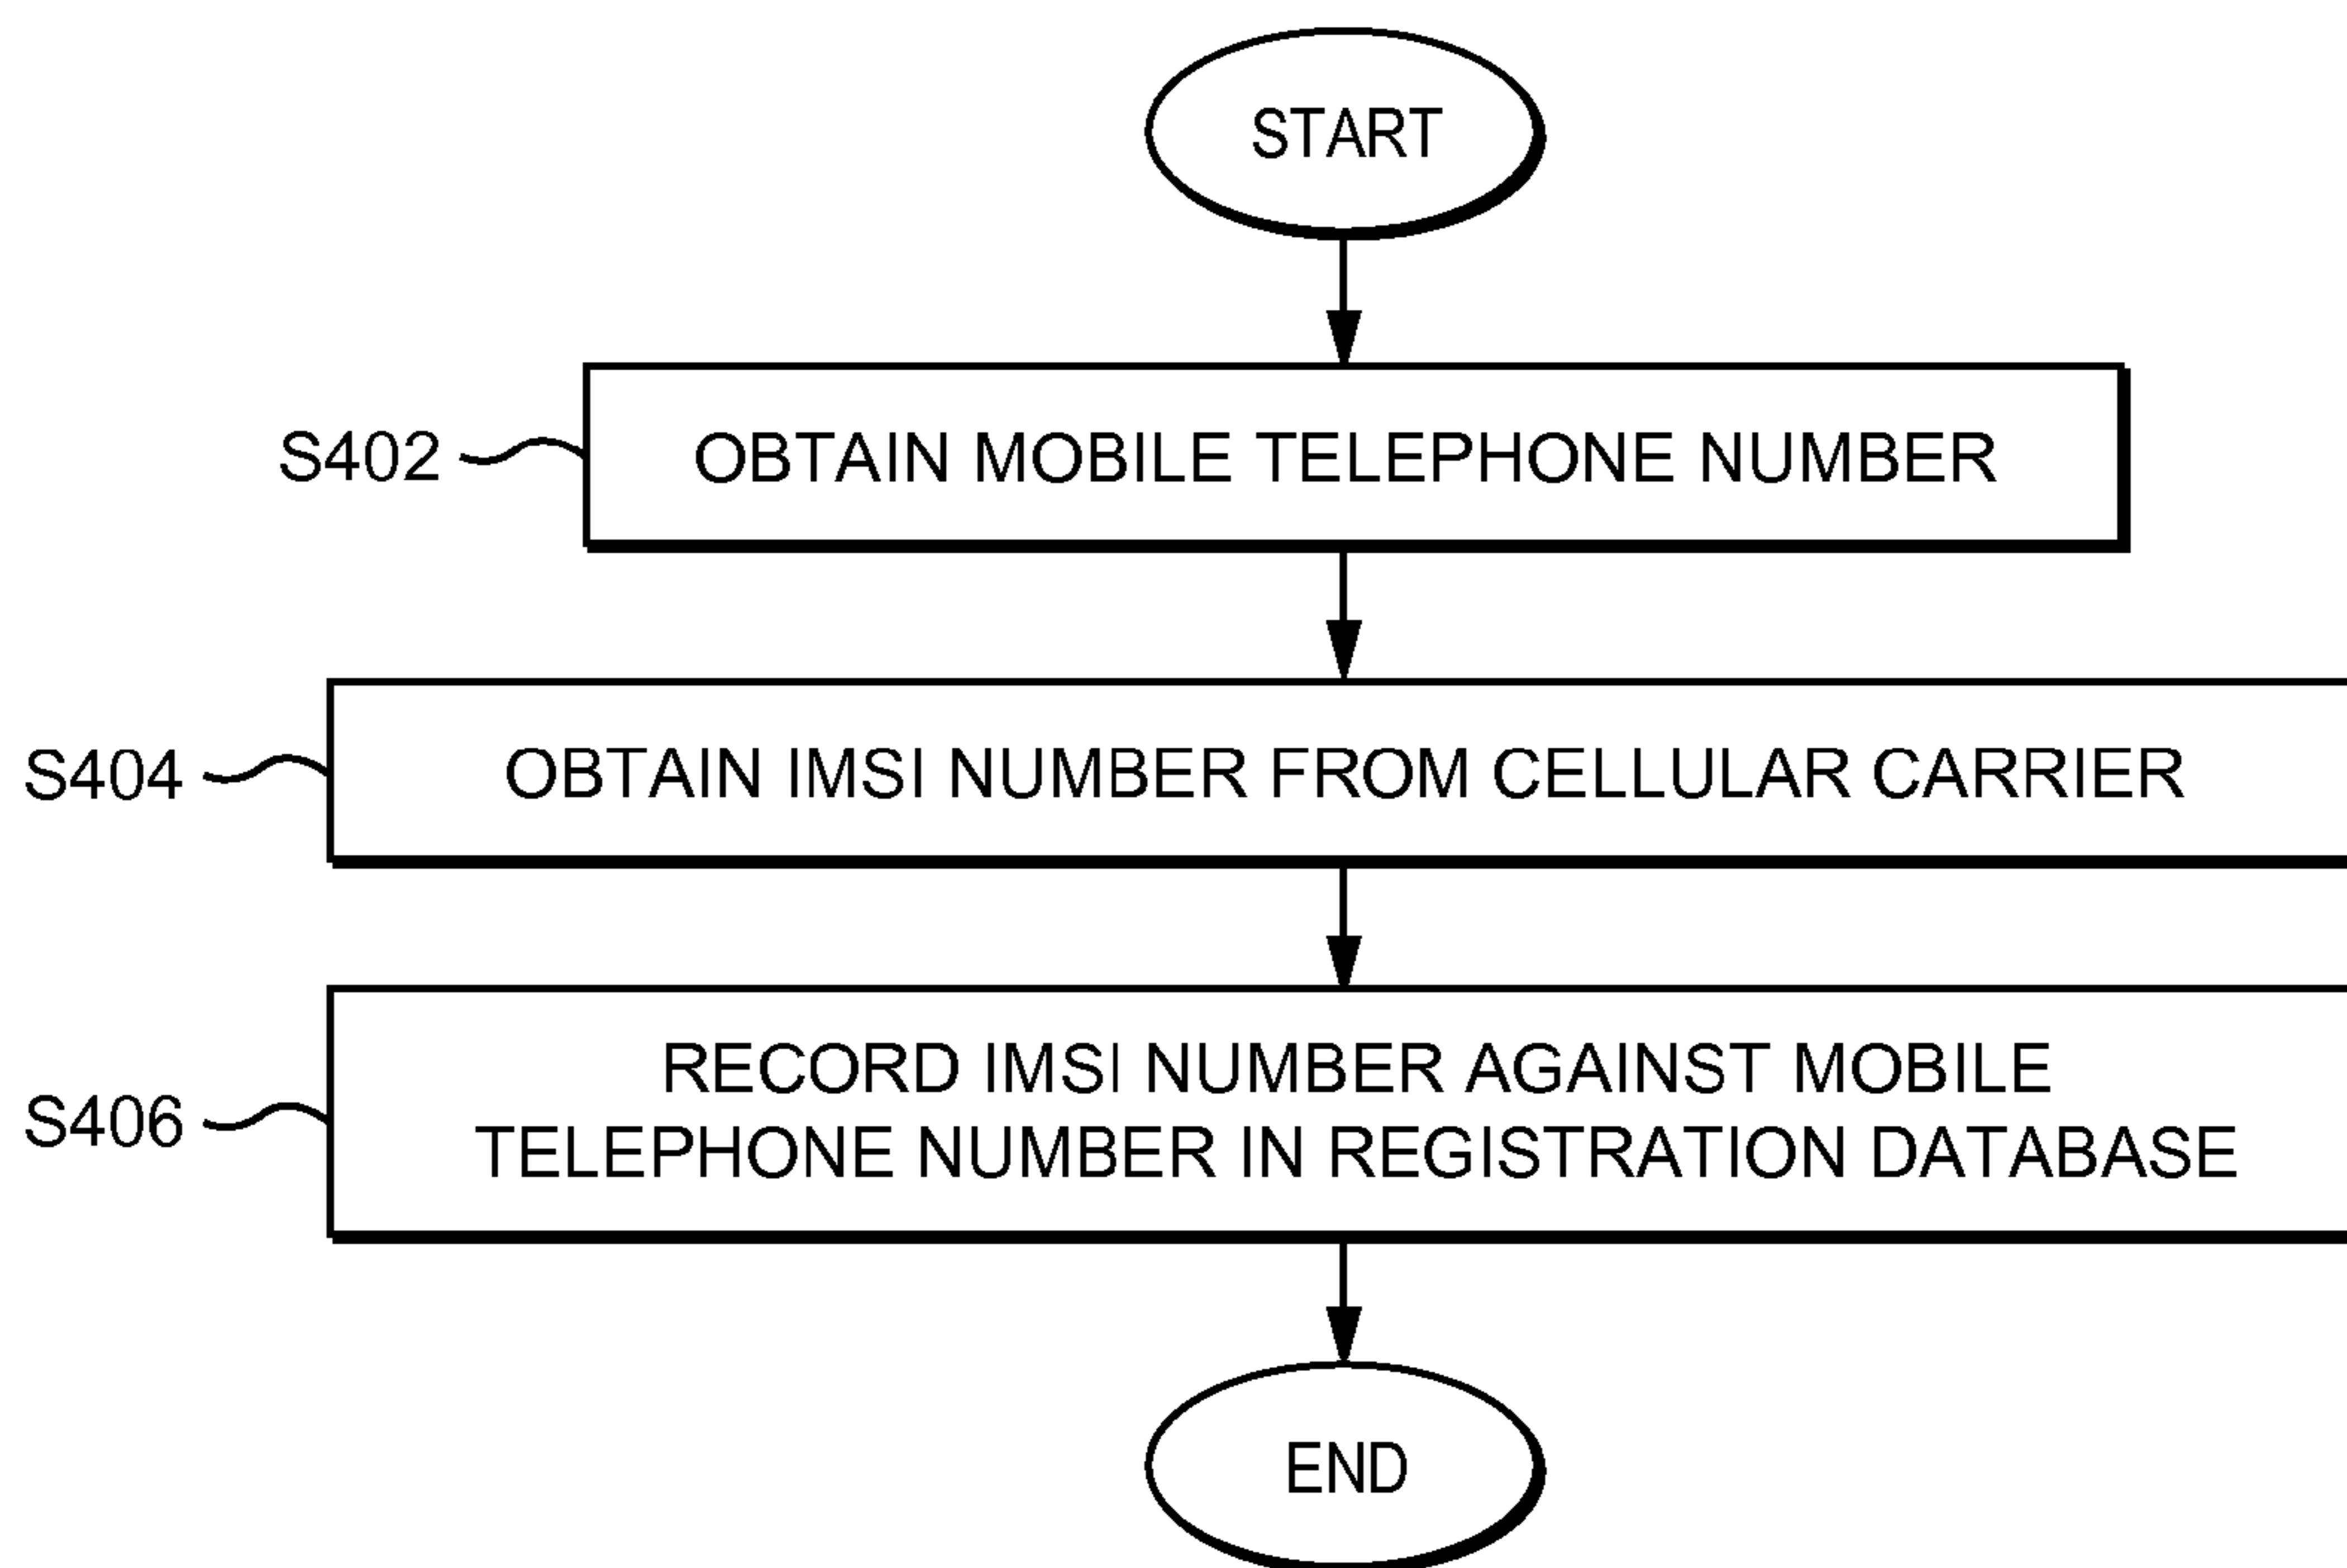 START
S402
OBTAIN MOBILE TELEPHONE NUMBER
S404
OBTAIN IMSI NUMBER FROM CELLULAR CARRIER
S406
RECORD IMSI NUMBER AGAINST MOBILE
TELEPHONE NUMBER IN REGISTRATION DATABASE
END